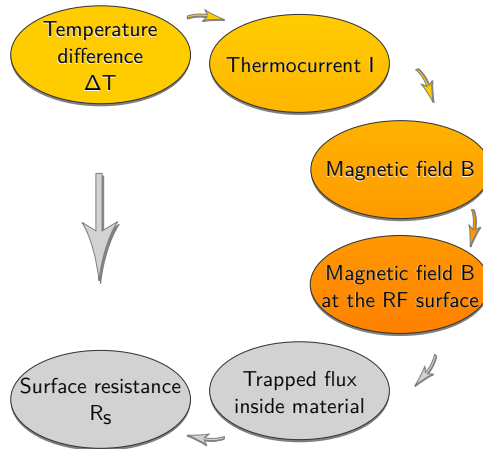 Temperature
difference
ΔT
Thermocurrent I
Magnetic field B
Magnetic field B
at the RF surface
Trapped flux
inside material
Surface resistance
Rs